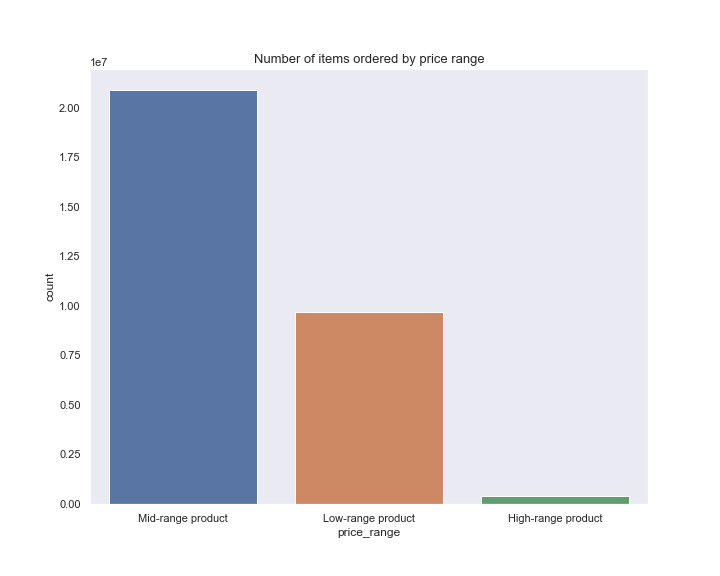 Number of items ordered by price range
1e7
2.00
1.75
1.50
1.25
1.00
0.75
0.50
0.25
0.00
count
Mid-range product
Low-range product
High-range product
price_range